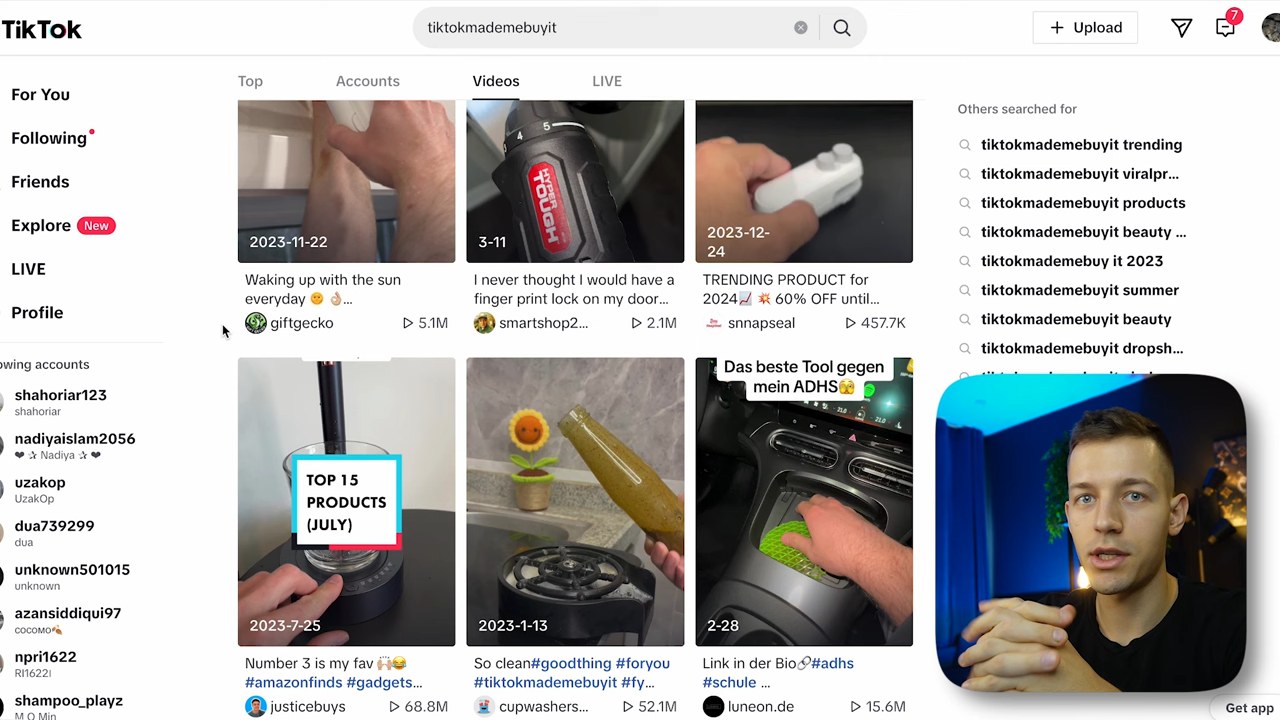 TikTok
tiktokmademebuyit
Upload
7
For You
Following
Friends
Explore New
LIVE
Profile
owing accounts
shahoriar123
shahoriar
nadiyaislam2056
❤ ✰ Nadiya ✰ ❤
uzakop
UzakOp
dua739299
dua
unknown501015
unknown
azansiddiqui97
cocomo🍂
npri1622
RI1622l
shampoo_playz
M O Min
Top Accounts Videos LIVE
2023-11-22
Waking up with the sun
everyday 🌞 👌🏼...
giftgecko 5.1M
4 5
HYPER
TOUGH
3-11
I never thought I would have a
finger print lock on my door...
smartshop2... 2.1M
2023-12-
24
TRENDING PRODUCT for
2024📈 💥 60% OFF until...
snnapseal 457.7K
TOP 15
PRODUCTS
(JULY)
2023-7-25
Number 3 is my fav 🙌🏼😂
#amazonfinds #gadgets...
justicebuys 68.8M
2023-1-13
So clean#goodthing #foryou
#tiktokmademebuyit #fy...
cupwashers... 52.1M
Das beste Tool gegen
mein ADHS🫣
2-28
Link in der Bio🔗#adhs
#schule ...
luneon.de 15.6M
Others searched for
tiktokmademebuyit trending
tiktokmademebuyit viralpr...
tiktokmademebuyit products
tiktokmademebuyit beauty ...
tiktokmademebuy it 2023
tiktokmademebuyit summer
tiktokmademebuyit beauty
tiktokmademebuyit dropsh...
Get app